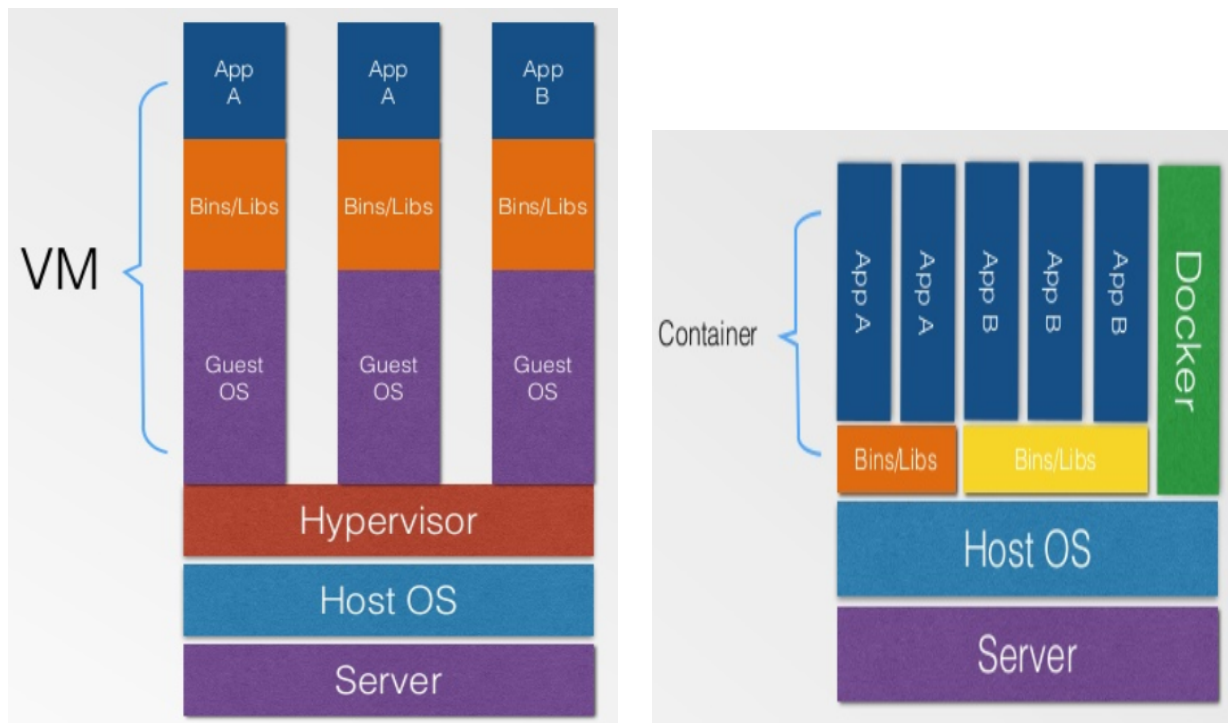 App
A
App
A
App
B
Bins/Libs
Bins/Libs
Bins/Libs
VM
Guest
OS
Guest
OS
Guest
OS
Hypervisor
Host OS
Server
Container
App A
App A
App B
App B
App B
Docker
Bins/Libs
Bins/Libs
Host OS
Server